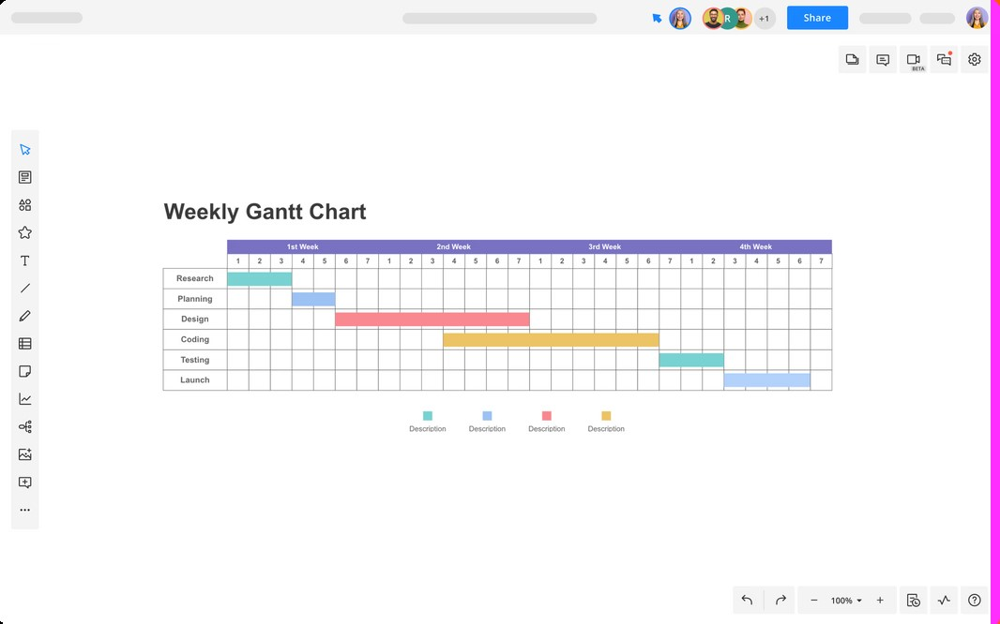 R
+1
Share
BETA
Weekly Gantt Chart
1st Week 2nd Week 3rd Week 4th Week
1 2 3 4 5 6 7 1 2 3 4 5 6 7 1 2 3 4 5 6 7 1 2 3 4 5 6 7
Research
Planning
Design
Coding
Testing
Launch
Description Description Description Description
T
100%